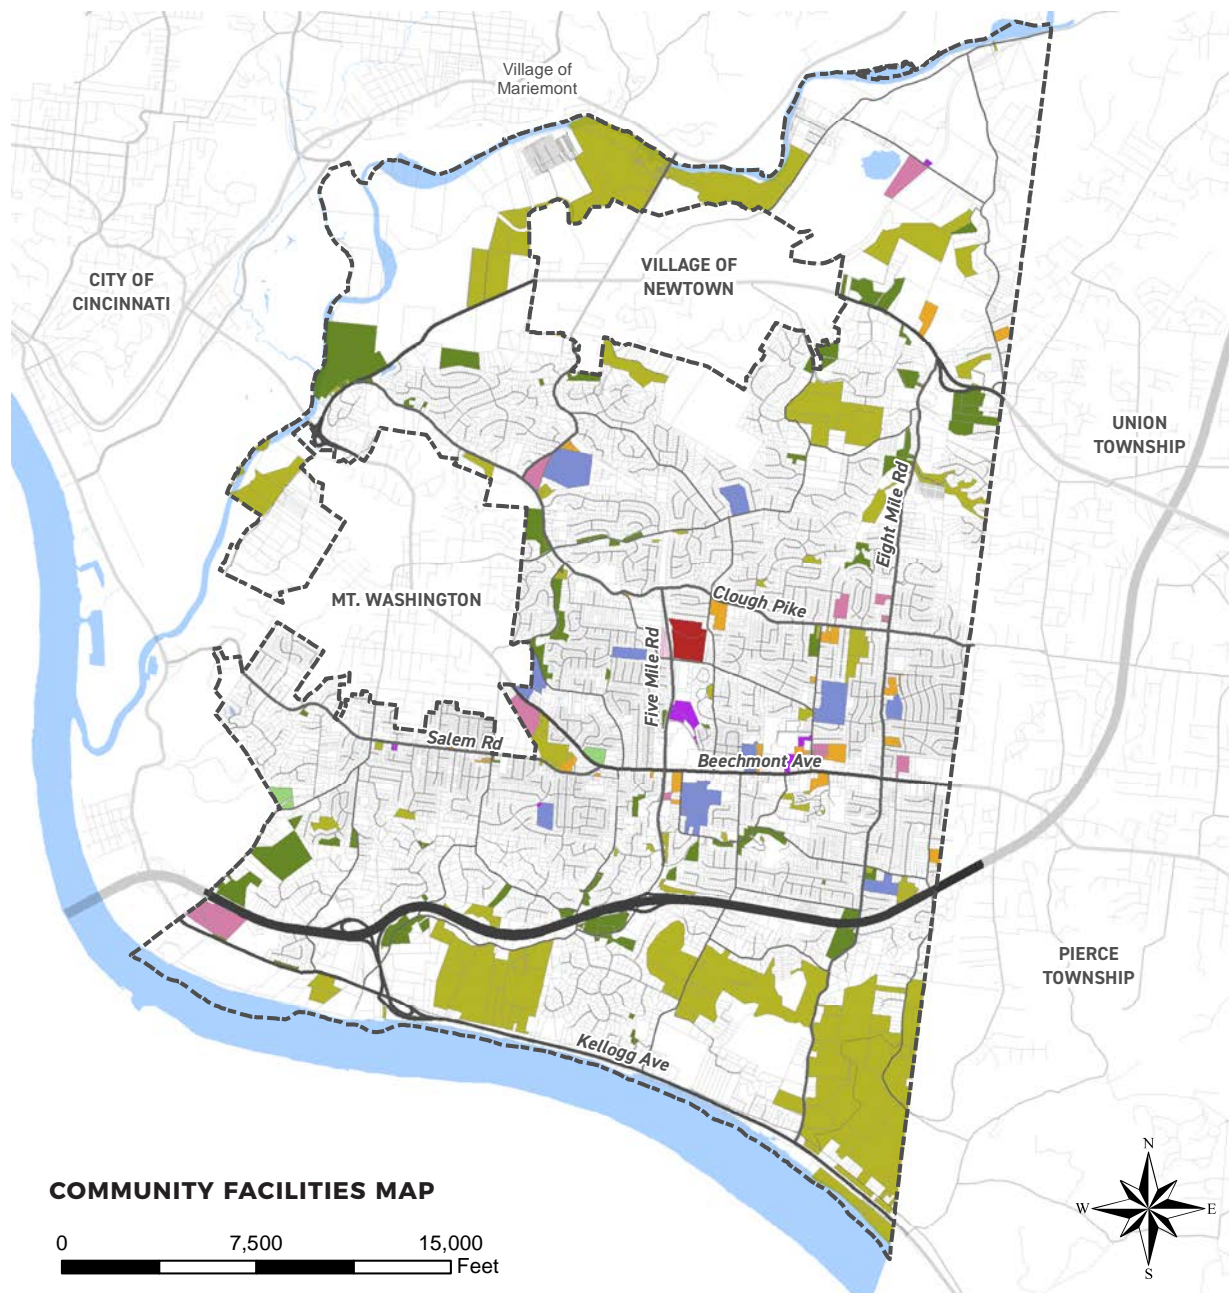 Village of
Mariemont
CITY OF
CINCINNATI
VILLAGE OF
NEWTOWN
UNION
TOWNSHIP
Eight Mile Rd
MT. WASHINGTON
Clough Pike
Five Mile Rd
Salem Rd
Beechmont Ave
PIERCE
TOWNSHIP
Kellogg Ave
COMMUNITY FACILITIES MAP
0 7,500 15,000
Feet
N
W E
S